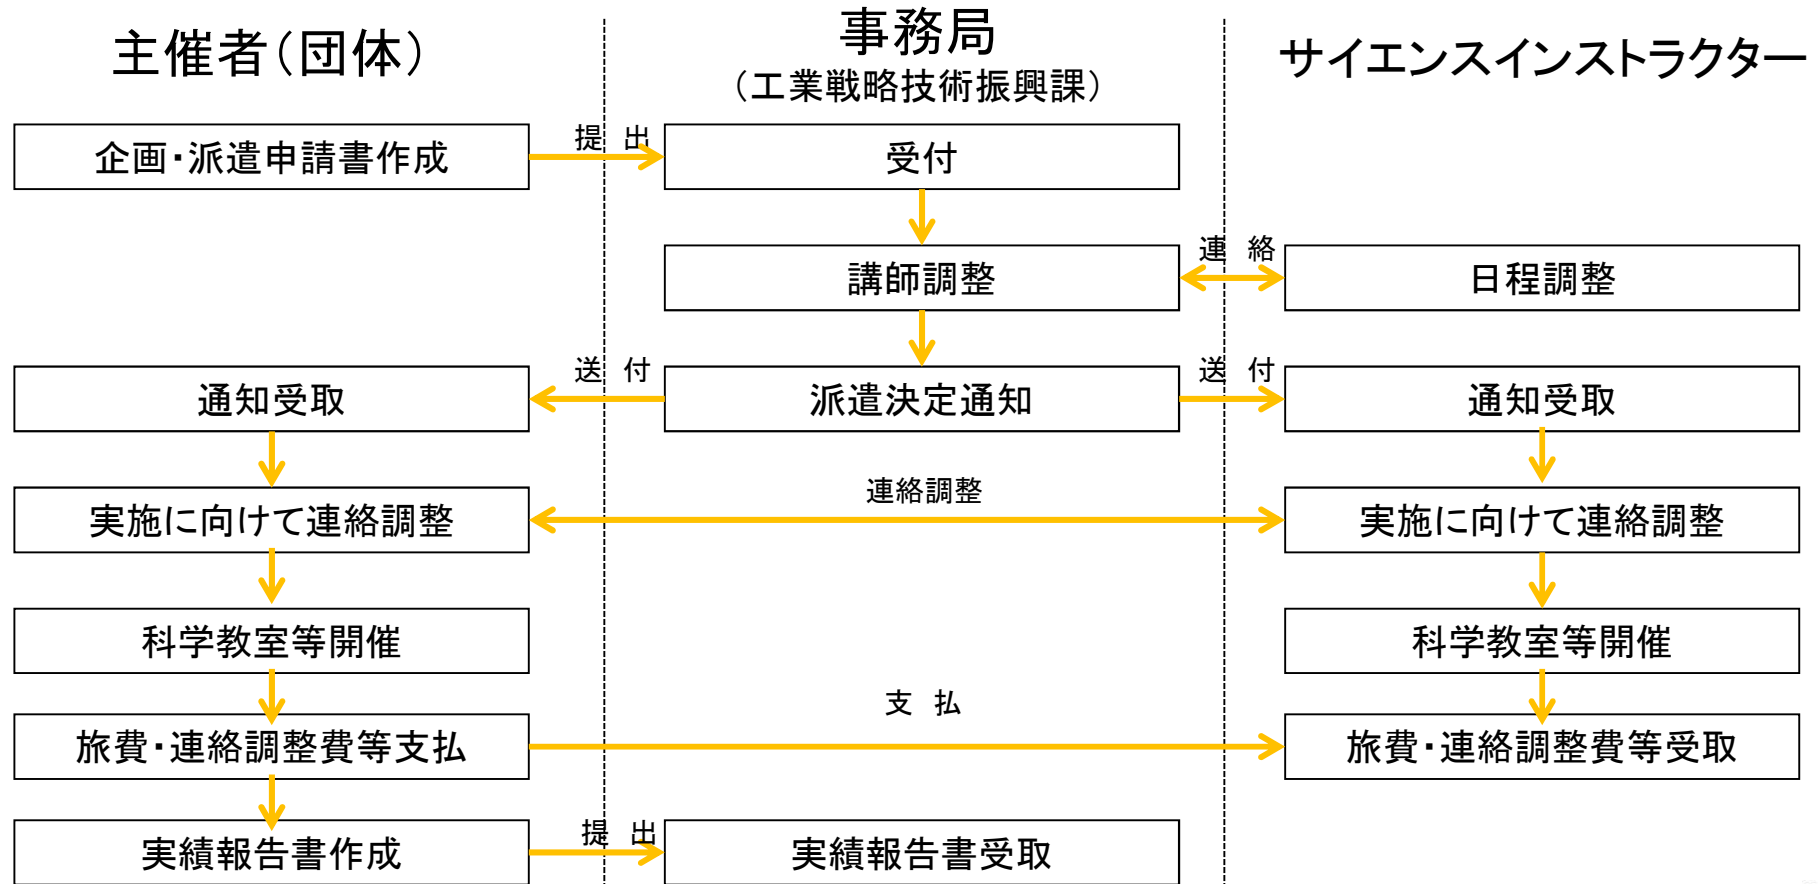 主催者（団体）
事務局
（工業戦略技術振興課）
サイエンスインストラクター
企画・派遣申請書作成
提　出
受付
講師調整
連　絡
日程調整
通知受取
送　付
派遣決定通知
送　付
通知受取
実施に向けて連絡調整
連絡調整
実施に向けて連絡調整
科学教室等開催
科学教室等開催
支　払
旅費・連絡調整費等支払
旅費・連絡調整費等受取
実績報告書作成
提　出
実績報告書受取